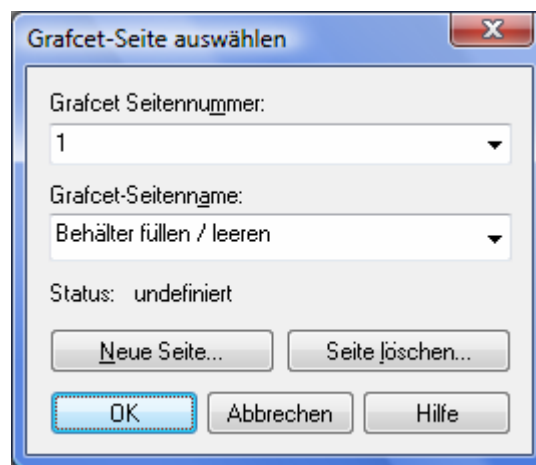 Grafcet-Seite auswählen
Grafcet Seitennummer:
1
Grafcet-Seitenname:
Behälter füllen / leeren
Status: undefiniert
Neue Seite... Seite löschen...
OK Abbrechen Hilfe